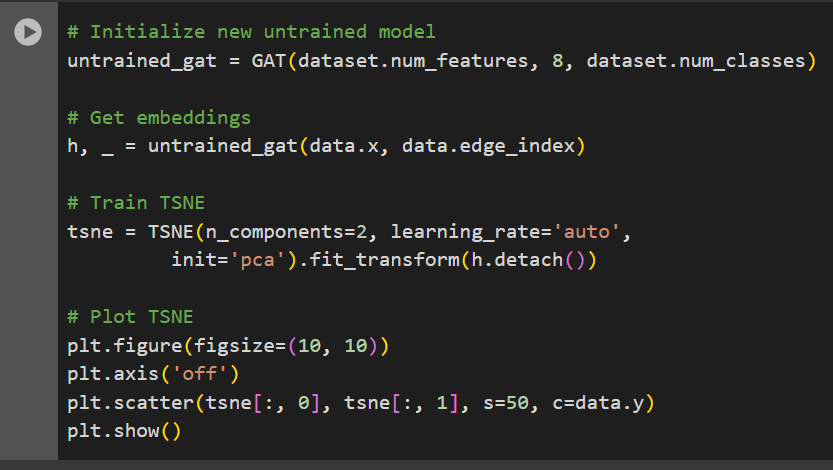 # Initialize new untrained model
untrained_gat = GAT(dataset.num_features, 8, dataset.num_classes)
# Get embeddings
h, _ = untrained_gat(data.x, data.edge_index)
# Train TSNE
tsne = TSNE(n_components=2, learning_rate='auto',
init='pca').fit_transform(h.detach())
# Plot TSNE
plt.figure(figsize=(10, 10))
plt.axis('off')
plt.scatter(tsne[:, 0], tsne[:, 1], s=50, c=data.y)
plt.show()